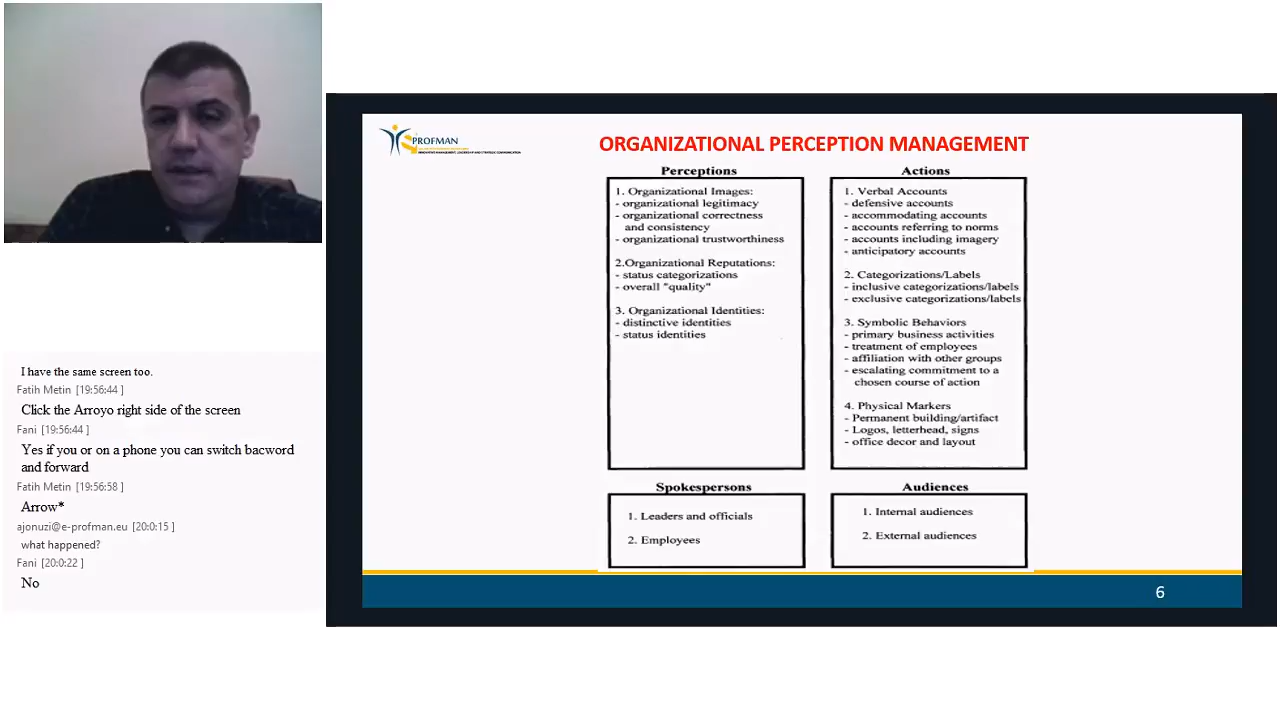 I have the same screen too.
Fatih Metin [19:56:44 ]
Click the Arroyo right side of the screen
Fani [19:56:44 ]
Yes if you or on a phone you can switch bacword
and forward
Fatih Metin [19:56:58 ]
Arrow*
ajonuzi@e-profman.eu [20:0:15 ]
what happened?
Fani [20:0:22 ]
No
PROFMAN
INNOVATIVE MANAGEMENT, LEADERSHIP AND STRATEGIC COMMUNICATION
ORGANIZATIONAL PERCEPTION MANAGEMENT
Perceptions
1. Organizational Images:
- organizational legitimacy
- organizational correctness
and consistency
- organizational trustworthiness
2.Organizational Reputations:
- status categorizations
- overall "quality"
3. Organizational Identities:
- distinctive identities
- status identities
Actions
1. Verbal Accounts
- defensive accounts
- accommodating accounts
- accounts referring to norms
- accounts including imagery
- anticipatory accounts
2. Categorizations/Labels
- inclusive categorizations/labels
- exclusive categorizations/labels
3. Symbolic Behaviors
- primary business activities
- treatment of employees
- affiliation with other groups
- escalating commitment to a
chosen course of action
4. Physical Markers
- Permanent building/artifact
- Logos, letterhead, signs
- office decor and layout
Spokespersons
1. Leaders and officials
2. Employees
Audiences
1. Internal audiences
2. External audiences
6